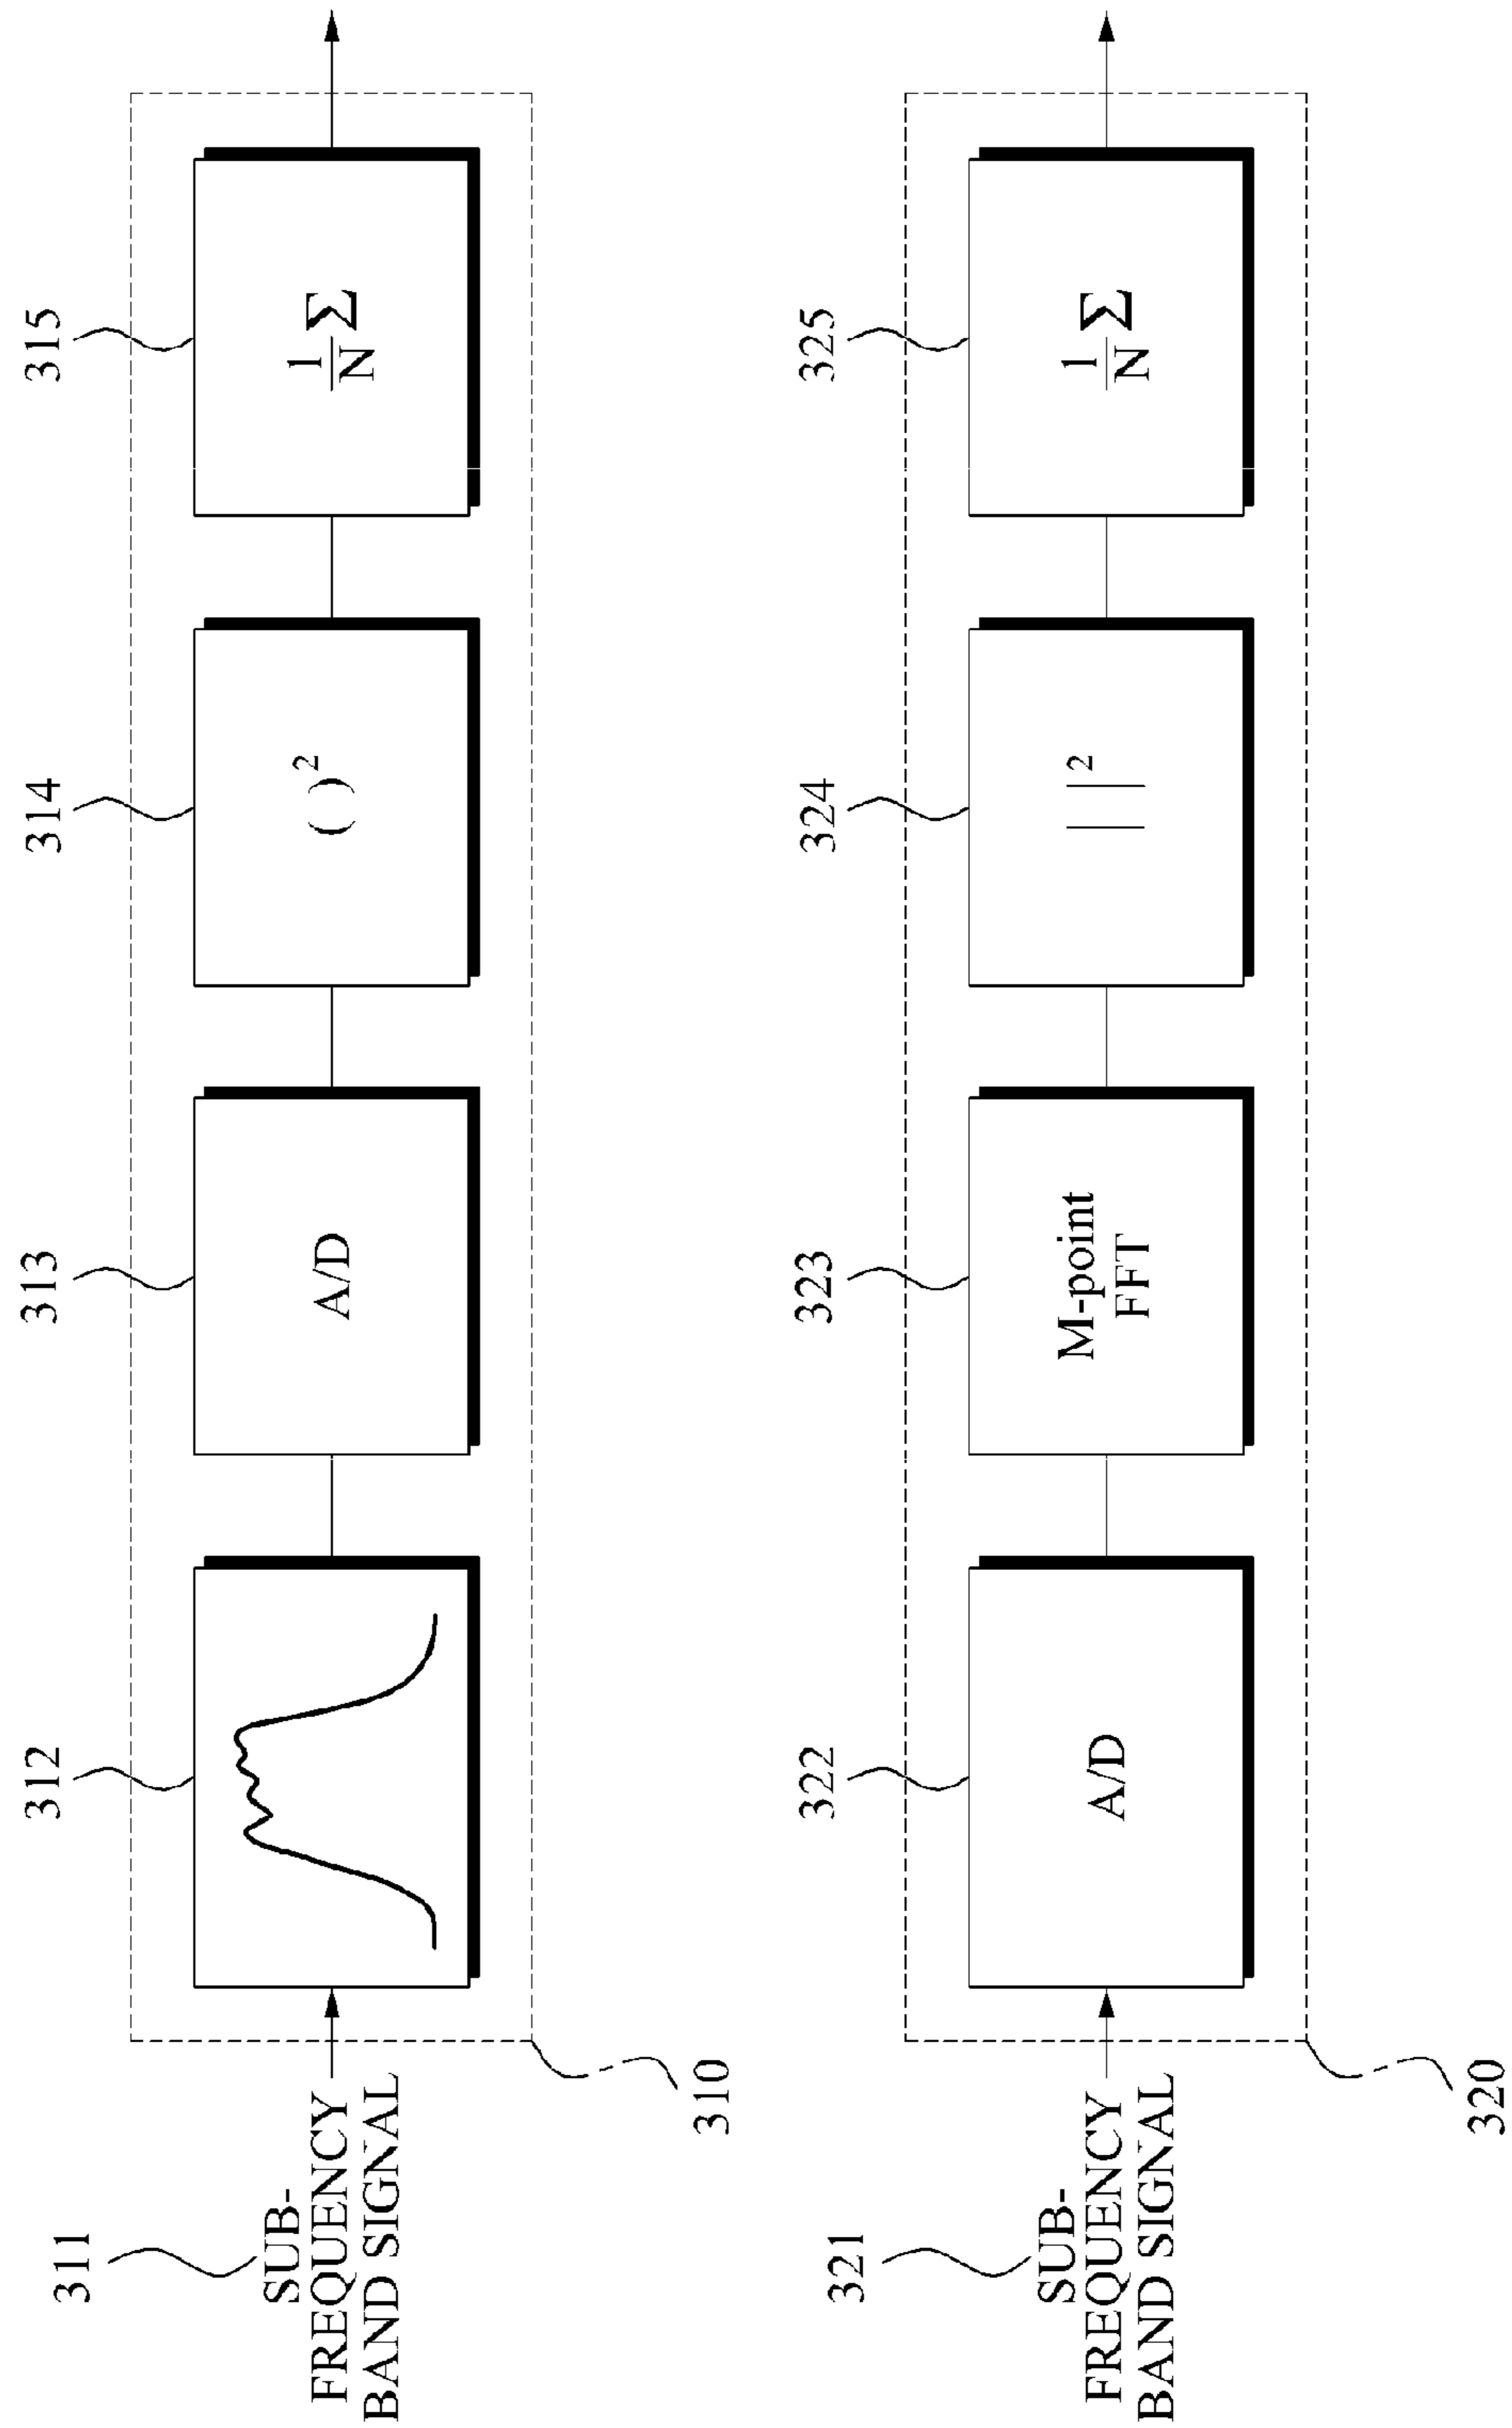 311
SUB-
FREQUENCY
BAND SIGNAL
312
313
A/D
314
( )²
315
1
N
Σ
310
321
SUB-
FREQUENCY
BAND SIGNAL
322
A/D
323
M-point
FFT
324
| |²
325
1
N
Σ
320